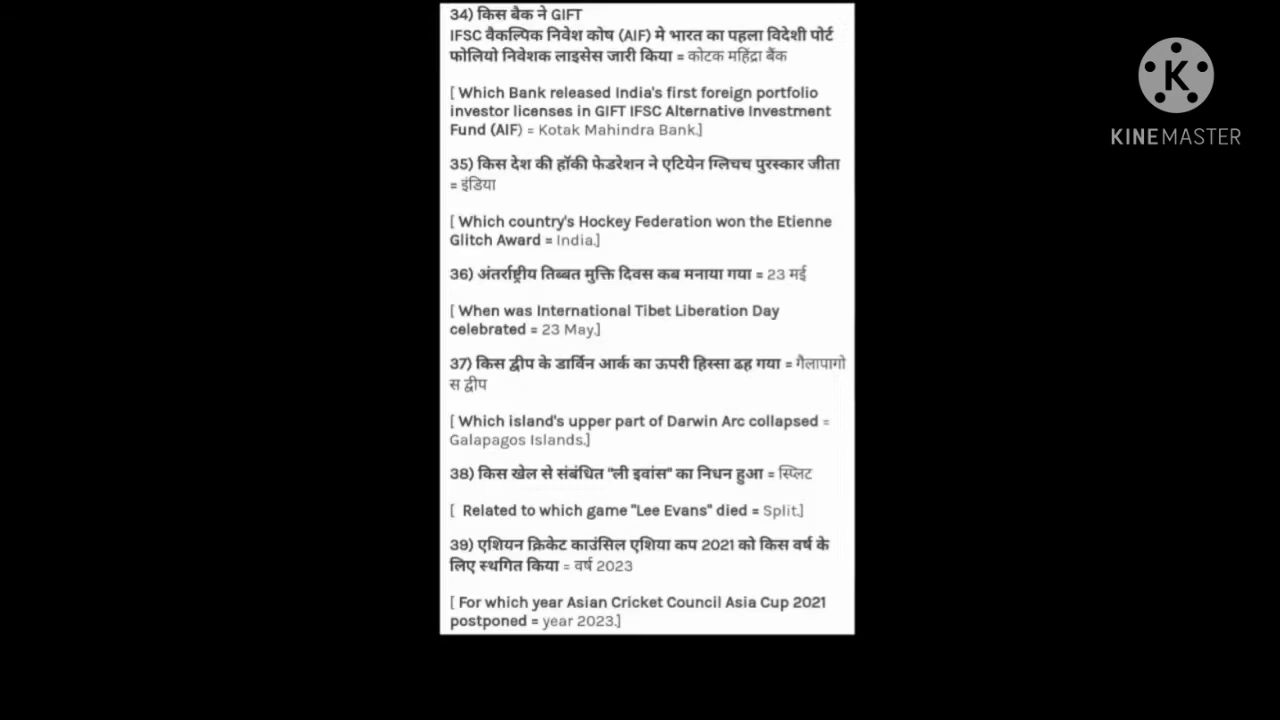 34) किस बैक ने GIFT
IFSC वैकल्पिक निवेश कोष (AIF) मे भारत का पहला विदेशी पोर्ट
फोलियो निवेशक लाइसेस जारी किया = कोटक महिंद्रा बैंक
[ Which Bank released India's first foreign portfolio
investor licenses in GIFT IFSC Alternative Investment
Fund (AIF) = Kotak Mahindra Bank.]
35) किस देश की हॉकी फेडरेशन ने एटियेन ग्लिचच पुरस्कार जीता
= इंडिया
[ Which country's Hockey Federation won the Etienne
Glitch Award = India.]
36) अंतर्राष्ट्रीय तिब्बत मुक्ति दिवस कब मनाया गया = 23 मई
[ When was International Tibet Liberation Day
celebrated = 23 May.]
37) किस द्वीप के डार्विन आर्क का ऊपरी हिस्सा ढह गया = गैलापागो
स द्वीप
[ Which island's upper part of Darwin Arc collapsed =
Galapagos Islands.]
38) किस खेल से संबंधित "ली इवांस" का निधन हुआ = स्प्लिट
[ Related to which game "Lee Evans" died = Split.]
39) एशियन क्रिकेट काउंसिल एशिया कप 2021 को किस वर्ष के
लिए स्थगित किया = वर्ष 2023
[ For which year Asian Cricket Council Asia Cup 2021
postponed = year 2023.]
K
KINEMASTER